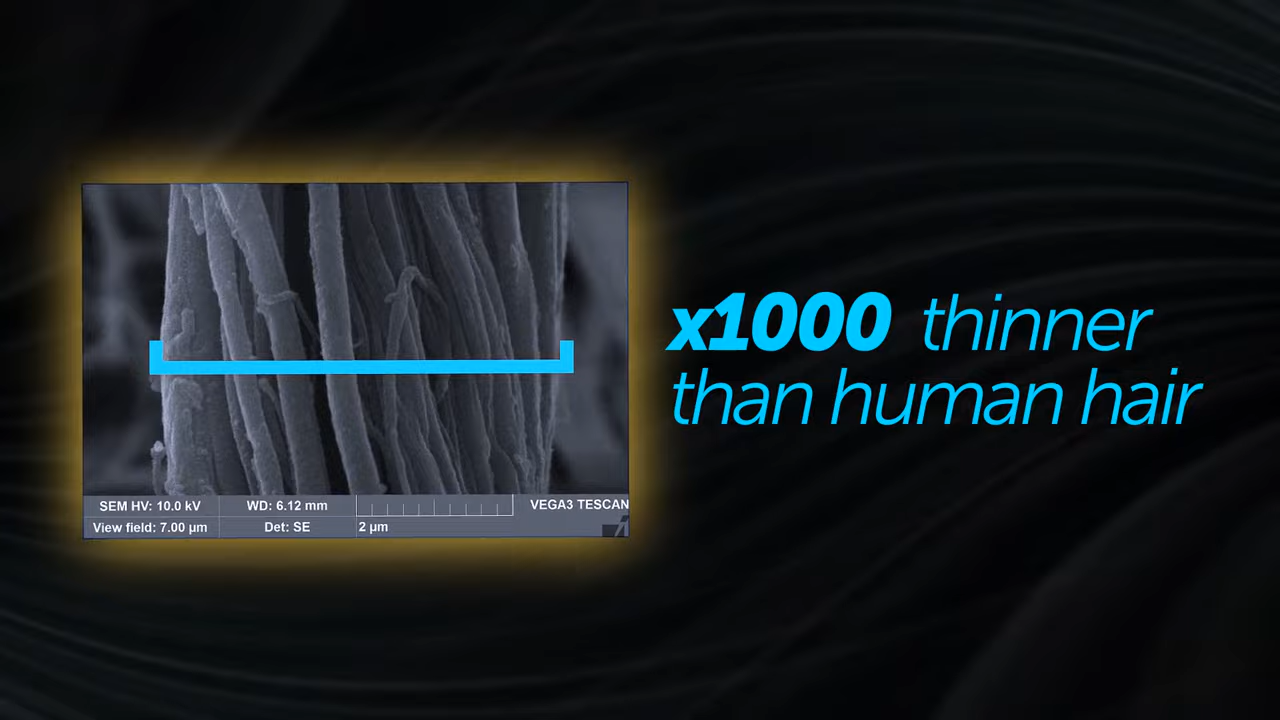 x1000 thinner
than human hair
SEM HV: 10.0 kV WD: 6.12 mm VEGA3 TESCAN
View field: 7.00 µm Det: SE 2 µm